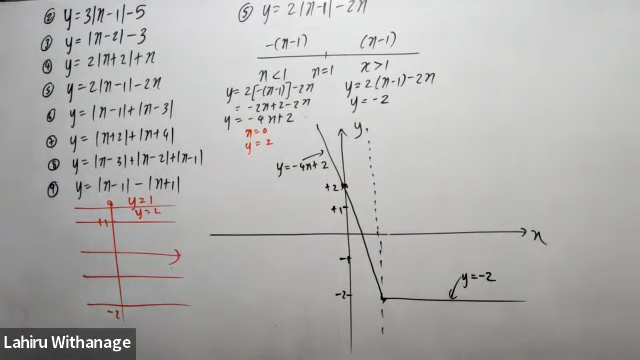 ② y = 3|x-1| - 5
③ y = |x-2| - 3
④ y = 2|x+2| + x
⑤ y = 2|x-1| - 2x
⑥ y = |x-1| + |x-3|
⑦ y = |x+2| + |x+4|
⑧ y = |x-3| + |x-2| + |x-1|
⑨ y = |x-1| - |x+1|
y = 1
y = 2
+1
-2
⑤ y = 2|x-1| - 2x
-(x-1) (x-1)
x < 1 x = 1 x > 1
y = 2[-(x-1)] - 2x
= -2x + 2 - 2x
y = -4x + 2
x = 0
y = 2
y = 2(x-1) - 2x
y = -2
y
y = -4x + 2
+2
+1
x
-2
y = -2
Lahiru Withanage